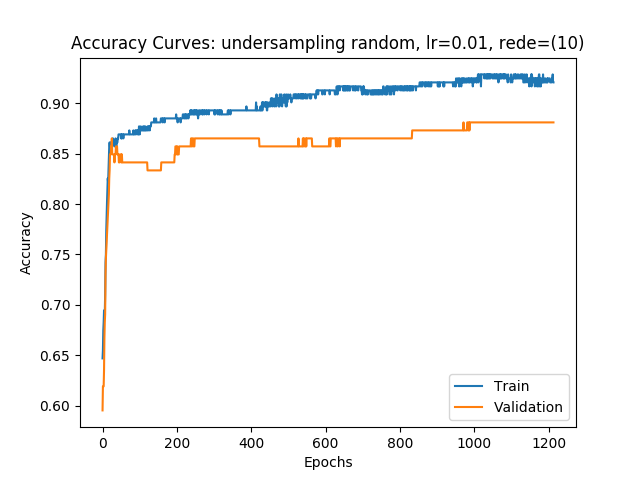 Accuracy Curves: undersampling random, lr=0.01, rede=(10)
0.90
0.85
0.80
0.75
0.70
0.65
0.60
Accuracy
Train
Validation
0 200 400 600 800 1000 1200
Epochs